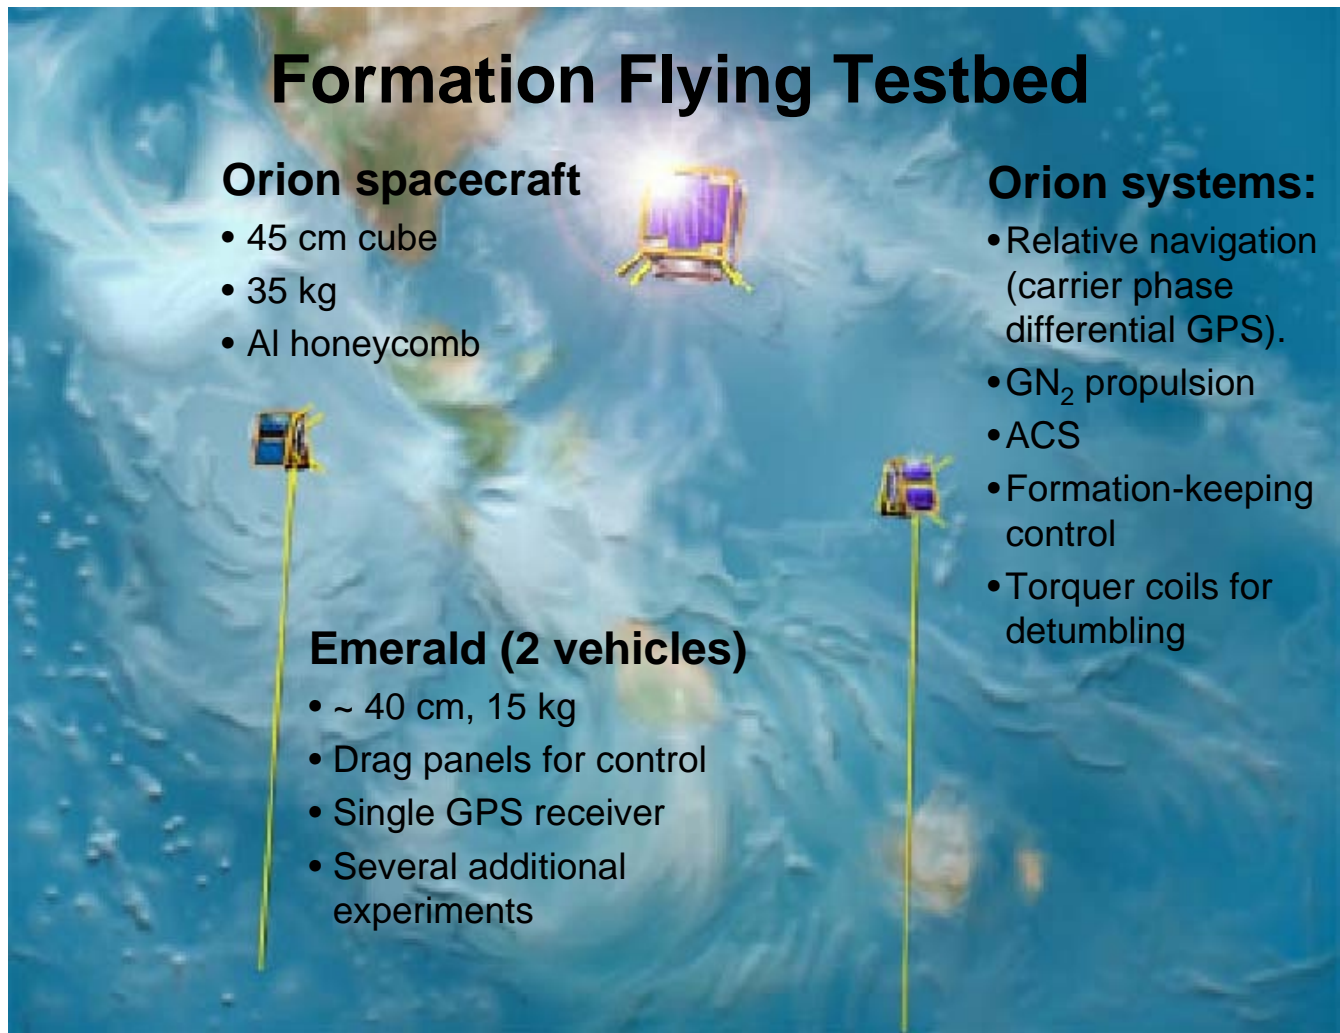 Formation Flying Testbed
Orion spacecraft
• 45 cm cube
• 35 kg
• Al honeycomb
Orion systems:
• Relative navigation
(carrier phase
differential GPS).
• GN₂ propulsion
• ACS
• Formation-keeping
control
• Torquer coils for
detumbling
Emerald (2 vehicles)
• ~ 40 cm, 15 kg
• Drag panels for control
• Single GPS receiver
• Several additional
experiments